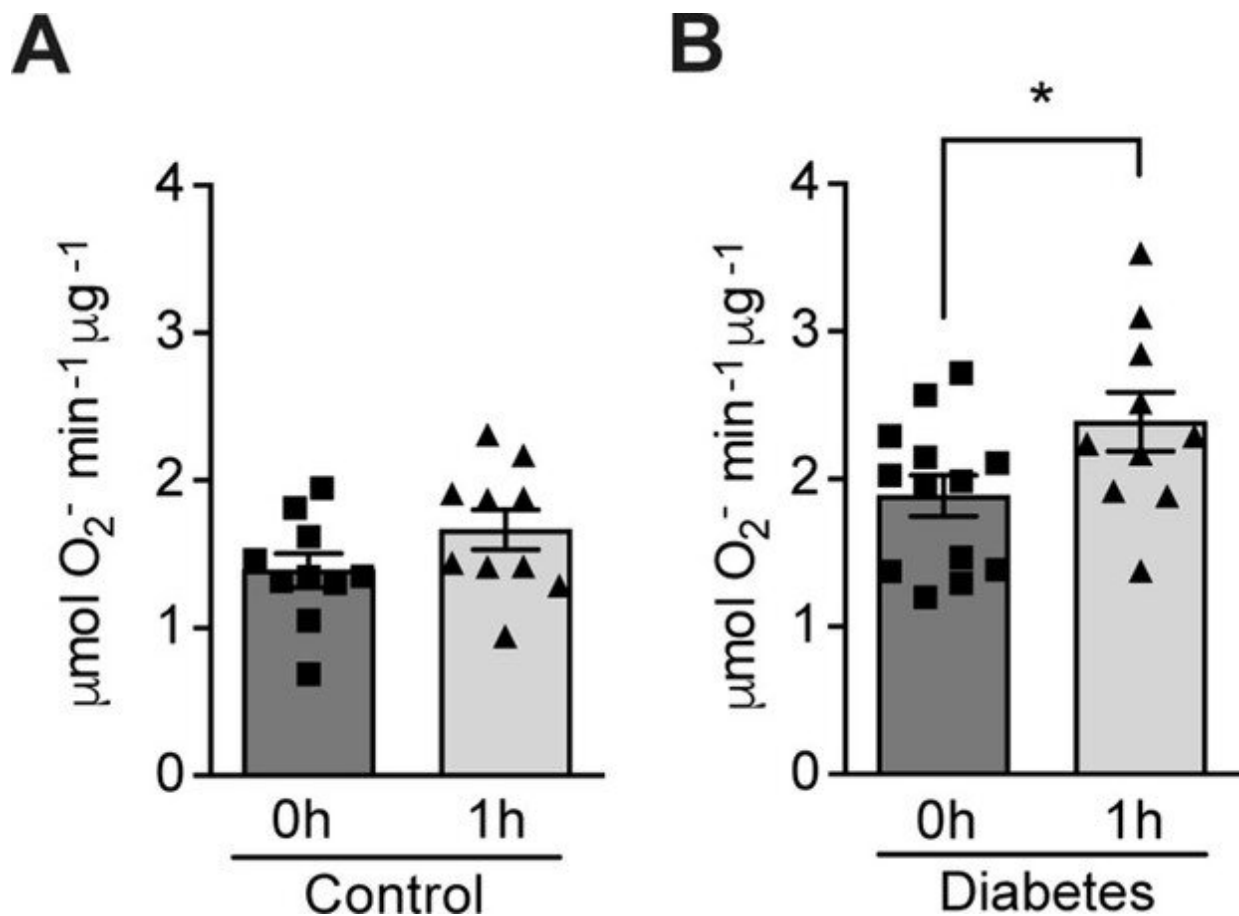 A
µmol O₂⁻ min⁻¹ µg⁻¹
4
3
2
1
0
0h 1h
Control
B
*
µmol O₂⁻ min⁻¹ µg⁻¹
4
3
2
1
0
0h 1h
Diabetes